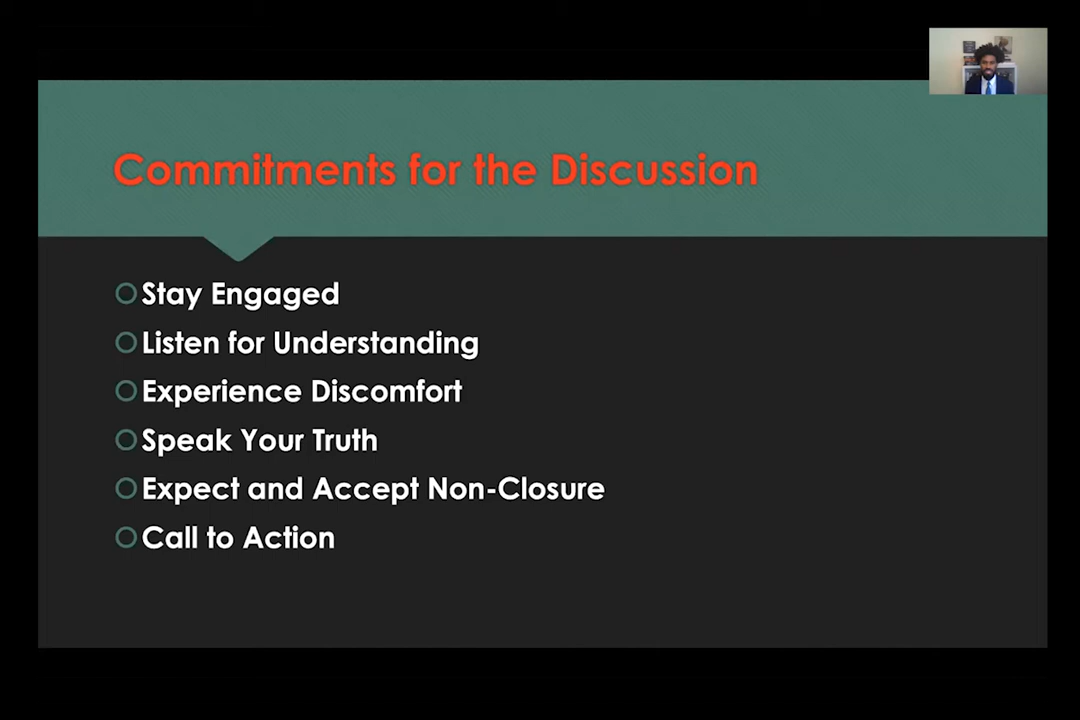 Commitments for the Discussion
Stay Engaged
Listen for Understanding
Experience Discomfort
Speak Your Truth
Expect and Accept Non-Closure
Call to Action